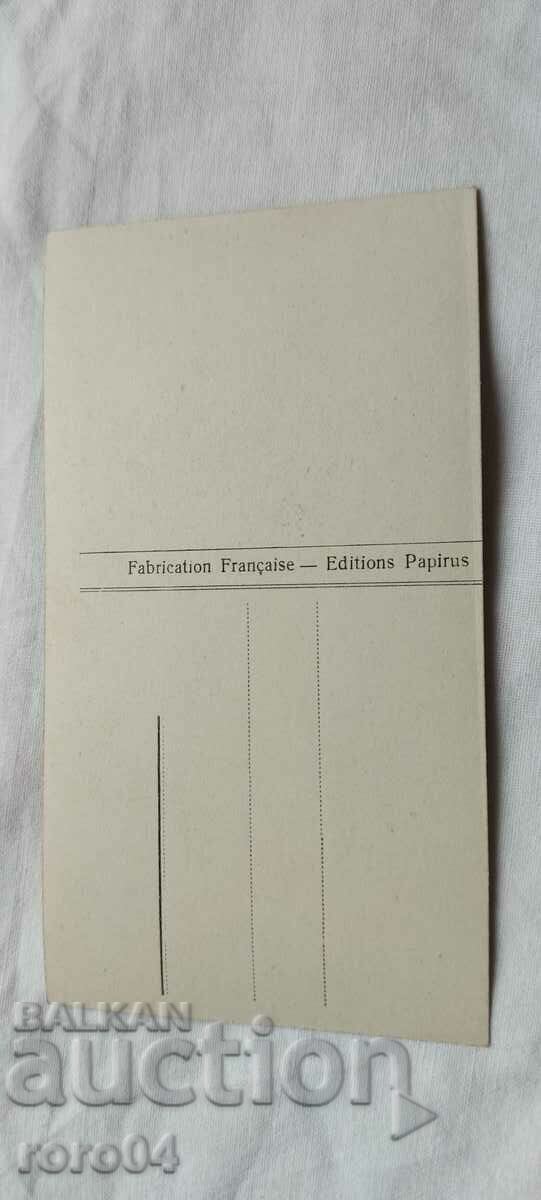 Fabrication Française — Editions Papirus
BALKAN
auction
roro04